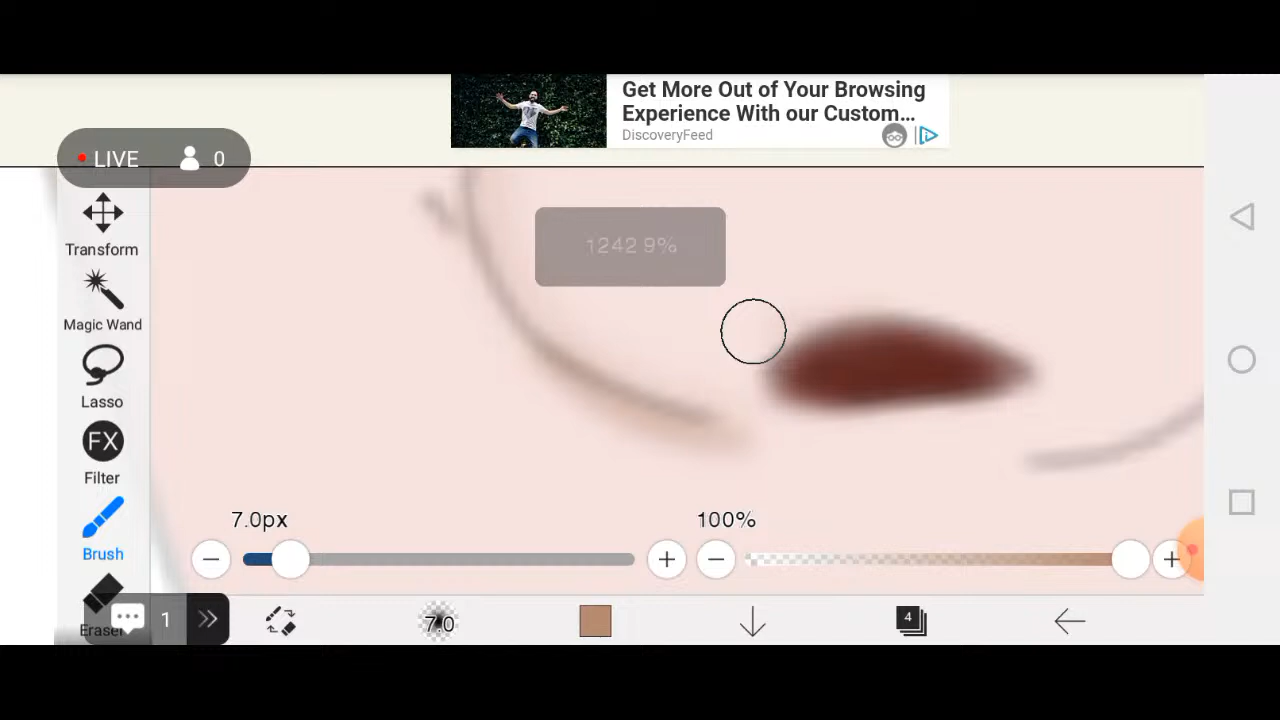 Get More Out of Your Browsing
Experience With our Custom...
DiscoveryFeed
LIVE 0
Transform
1242.9%
Magic Wand
Lasso
FX
Filter
Brush
7.0px
100%
Eraser
1
7.0
4